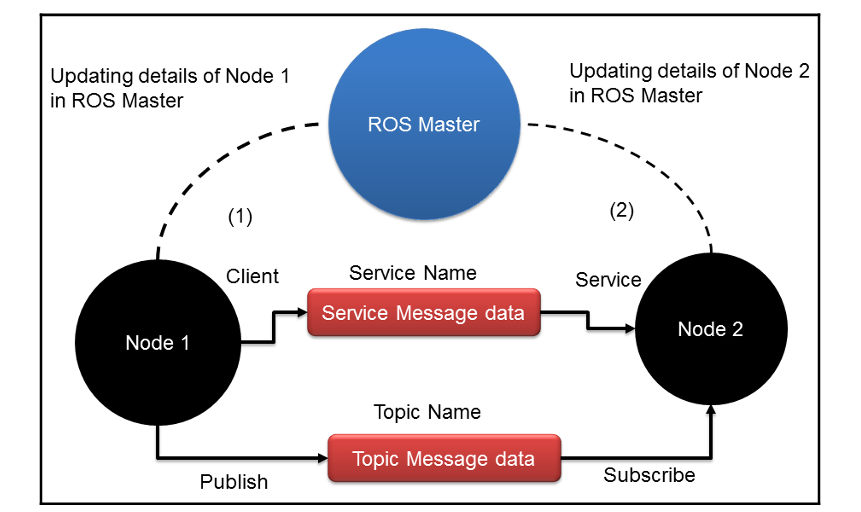 Updating details of Node 1
in ROS Master
Updating details of Node 2
in ROS Master
ROS Master
(1)
(2)
Client
Service Name
Service
Service Message data
Node 1
Node 2
Topic Name
Topic Message data
Publish
Subscribe